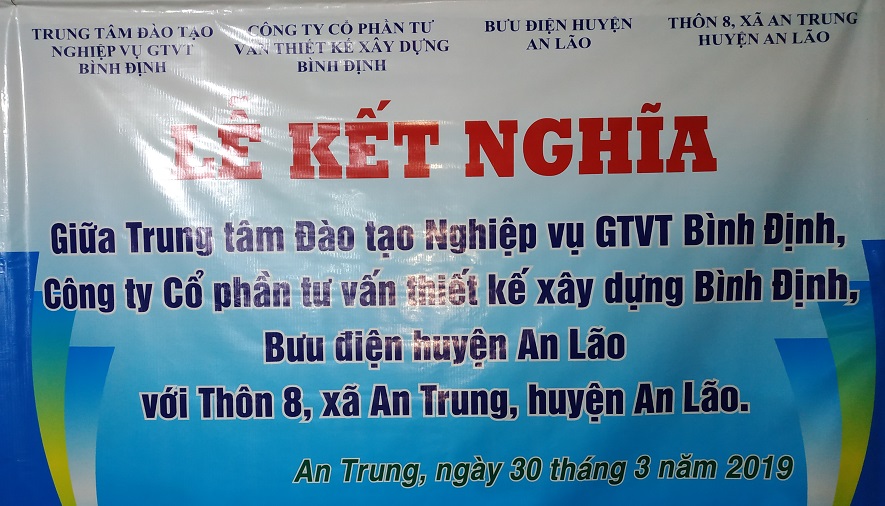 TRUNG TÂM ĐÀO TẠO
NGHIỆP VỤ GTVT
BÌNH ĐỊNH
CÔNG TY CỔ PHẦN TƯ
VẤN THIẾT KẾ XÂY DỰNG
BÌNH ĐỊNH
BƯU ĐIỆN HUYỆN
AN LÃO
THÔN 8, XÃ AN TRUNG
HUYỆN AN LÃO
LỄ KẾT NGHĨA
Giữa Trung tâm Đào tạo Nghiệp vụ GTVT Bình Định,
Công ty Cổ phần tư vấn thiết kế xây dựng Bình Định,
Bưu điện huyện An Lão
với Thôn 8, xã An Trung, huyện An Lão.
An Trung, ngày 30 tháng 3 năm 2019